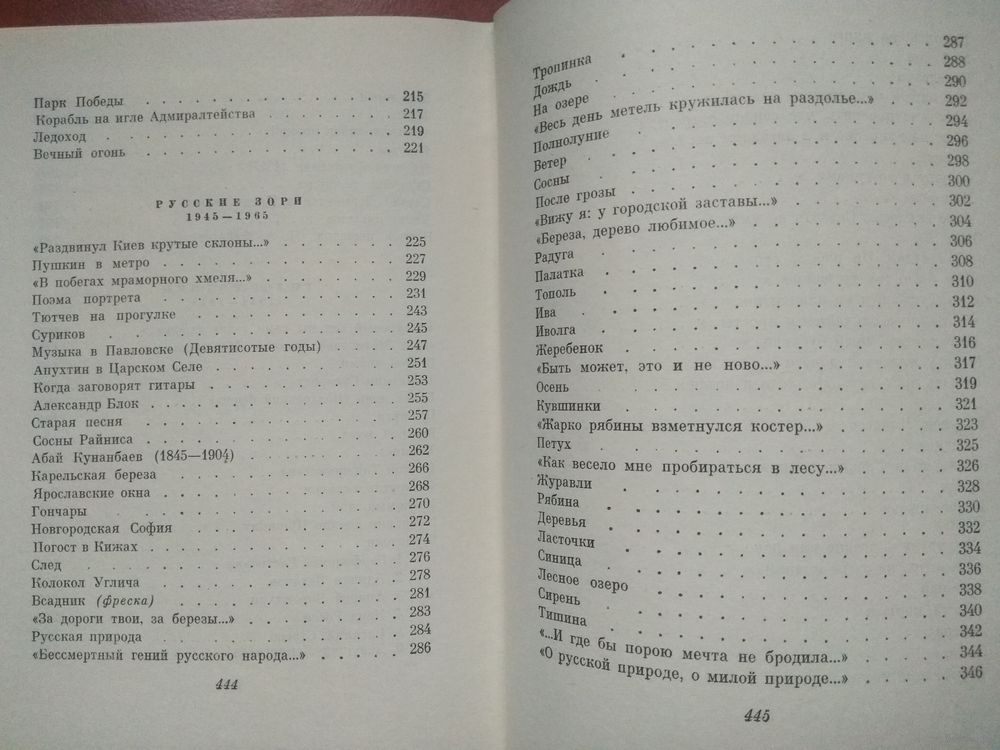 Парк Победы . . . . . . . . . . . . 215
Корабль на игле Адмиралтейства . . . . . . 217
Ледоход . . . . . . . . . . . . 219
Вечный огонь . . . . . . . . . . . . 221
РУССКИЕ ЗОРИ
1945—1965
«Раздвинул Киев крутые склоны...» . . . . . . 225
Пушкин в метро . . . . . . . . . . . 227
«В побегах мраморного хмеля...» . . . . . . 229
Поэма портрета . . . . . . . . . . . 231
Тютчев на прогулке . . . . . . . . . 243
Суриков . . . . . . . . . . . . 245
Музыка в Павловске (Девятисотые годы) . . . . 247
Апухтин в Царском Селе . . . . . . . . 251
Когда заговорят гитары . . . . . . . . 253
Александр Блок . . . . . . . . . . . 255
Старая песня . . . . . . . . . . . 257
Сосны Райниса . . . . . . . . . . . 260
Абай Кунанбаев (1845—1904) . . . . . . . 262
Карельская береза . . . . . . . . . . 266
Ярославские окна . . . . . . . . . . 268
Гончары . . . . . . . . . . . . 270
Новгородская София . . . . . . . . . 272
Погост в Кижах . . . . . . . . . . . 274
След . . . . . . . . . . . . . 276
Колокол Углича . . . . . . . . . . . 278
Всадник (фреска) . . . . . . . . . . 281
«За дороги твои, за березы...» . . . . . . . 283
Русская природа . . . . . . . . . . . 284
«Бессмертный гений русского народа...» . . . . . 286
444
Тропинка . . . . . . . . . . . . 287
Дождь . . . . . . . . . . . . 288
На озере . . . . . . . . . . . . 290
«Весь день метель кружилась на раздолье...» . . . 292
Полнолуние . . . . . . . . . . . 294
Ветер . . . . . . . . . . . . 296
Сосны . . . . . . . . . . . . 298
После грозы . . . . . . . . . . . 300
«Вижу я: у городской заставы...» . . . . . . 302
«Береза, дерево любимое...» . . . . . . . 304
Радуга . . . . . . . . . . . . 306
Палатка . . . . . . . . . . . . 308
Тополь . . . . . . . . . . . . 310
Ива . . . . . . . . . . . . . 312
Иволга . . . . . . . . . . . . 314
Жеребенок . . . . . . . . . . . . 316
«Быть может, это и не ново...» . . . . . . 317
Осень . . . . . . . . . . . . 319
Кувшинки . . . . . . . . . . . . 321
«Жарко рябины взметнулся костер...» . . . . . 323
Петух . . . . . . . . . . . . 325
«Как весело мне пробираться в лесу...» . . . . 326
Журавли . . . . . . . . . . . . 328
Рябина . . . . . . . . . . . . 330
Деревья . . . . . . . . . . . . 332
Ласточки . . . . . . . . . . . . 334
Синица . . . . . . . . . . . . 336
Лесное озеро . . . . . . . . . . . 338
Сирень . . . . . . . . . . . . 340
Тишина . . . . . . . . . . . . 342
«...И где бы порою мечта не бродила...» . . . . . 344
«О русской природе, о милой природе...» . . . . . 346
445